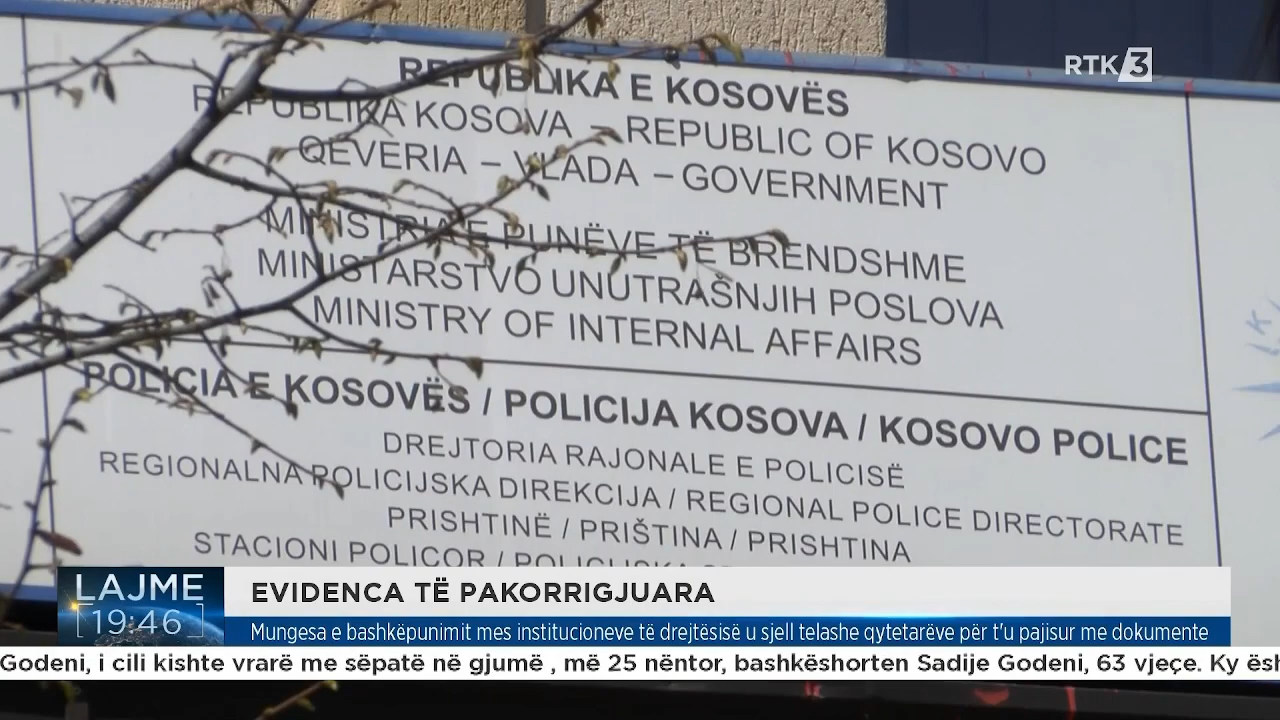 RTK 3
REPUBLIKA E KOSOVËS
REPUBLIKA KOSOVA – REPUBLIC OF KOSOVO
QEVERIA – VLADA – GOVERNMENT
MINISTRIA E PUNËVE TË BRENDSHME
MINISTARSTVO UNUTRAŠNJIH POSLOVA
MINISTRY OF INTERNAL AFFAIRS
POLICIA E KOSOVËS / POLICIJA KOSOVA / KOSOVO POLICE
DREJTORIA RAJONALE E POLICISË
REGIONALNA POLICIJSKA DIREKCIJA / REGIONAL POLICE DIRECTORATE
PRISHTINË / PRIŠTINA / PRISHTINA
STACIONI POLICOR / POLICIJSKA
LAJME
19:46
EVIDENCA TË PAKORRIGJUARA
Mungesa e bashkëpunimit mes institucioneve të drejtësisë u sjell telashe qytetarëve për t'u pajisur me dokumente
Godeni, i cili kishte vrarë me sëpatë në gjumë , më 25 nëntor, bashkëshorten Sadije Godeni, 63 vjeçe. Ky